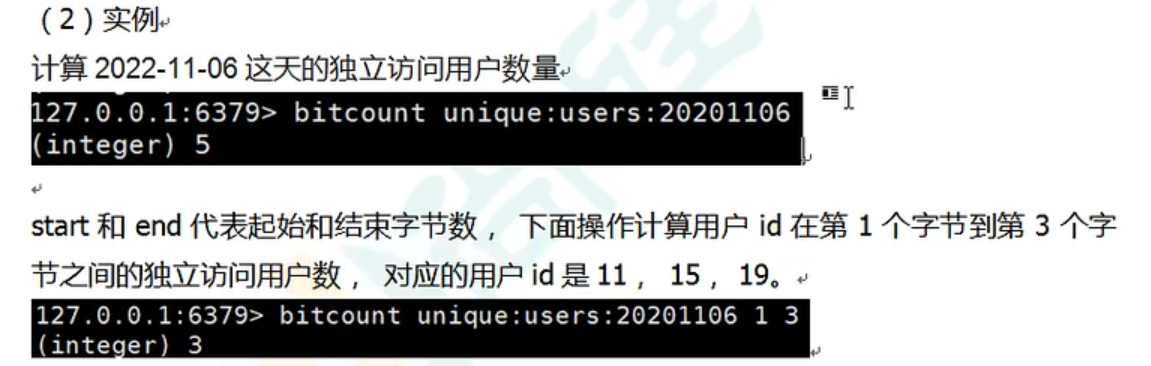 （2）实例
计算 2022-11-06 这天的独立访问用户数量
127.0.0.1:6379> bitcount unique:users:20201106
(integer) 5
start 和 end 代表起始和结束字节数， 下面操作计算用户 id 在第 1 个字节到第 3 个字
节之间的独立访问用户数， 对应的用户 id 是 11， 15， 19。
127.0.0.1:6379> bitcount unique:users:20201106 1 3
(integer) 3